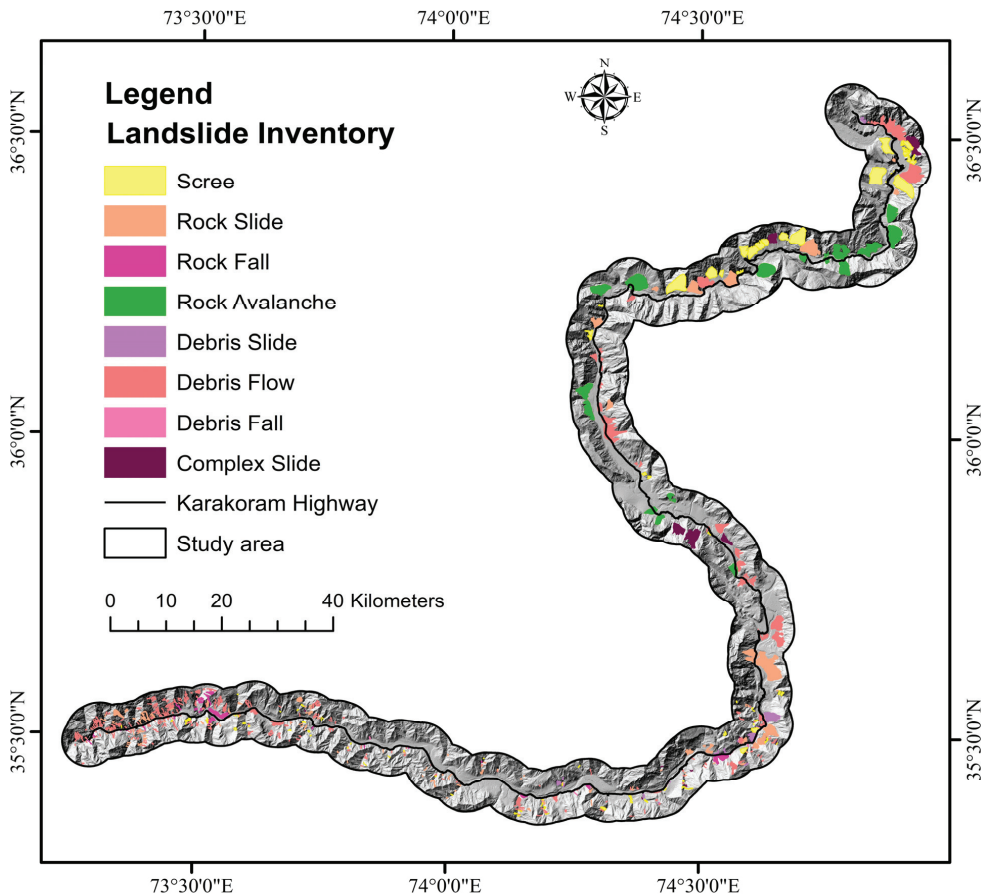 73°30'0"E 74°0'0"E 74°30'0"E
N
W E
S
Legend
Landslide Inventory
Scree
Rock Slide
Rock Fall
Rock Avalanche
Debris Slide
Debris Flow
Debris Fall
Complex Slide
Karakoram Highway
Study area
0 10 20 40 Kilometers
36°30'0"N
36°0'0"N
35°30'0"N
36°30'0"N
36°0'0"N
35°30'0"N
73°30'0"E 74°0'0"E 74°30'0"E